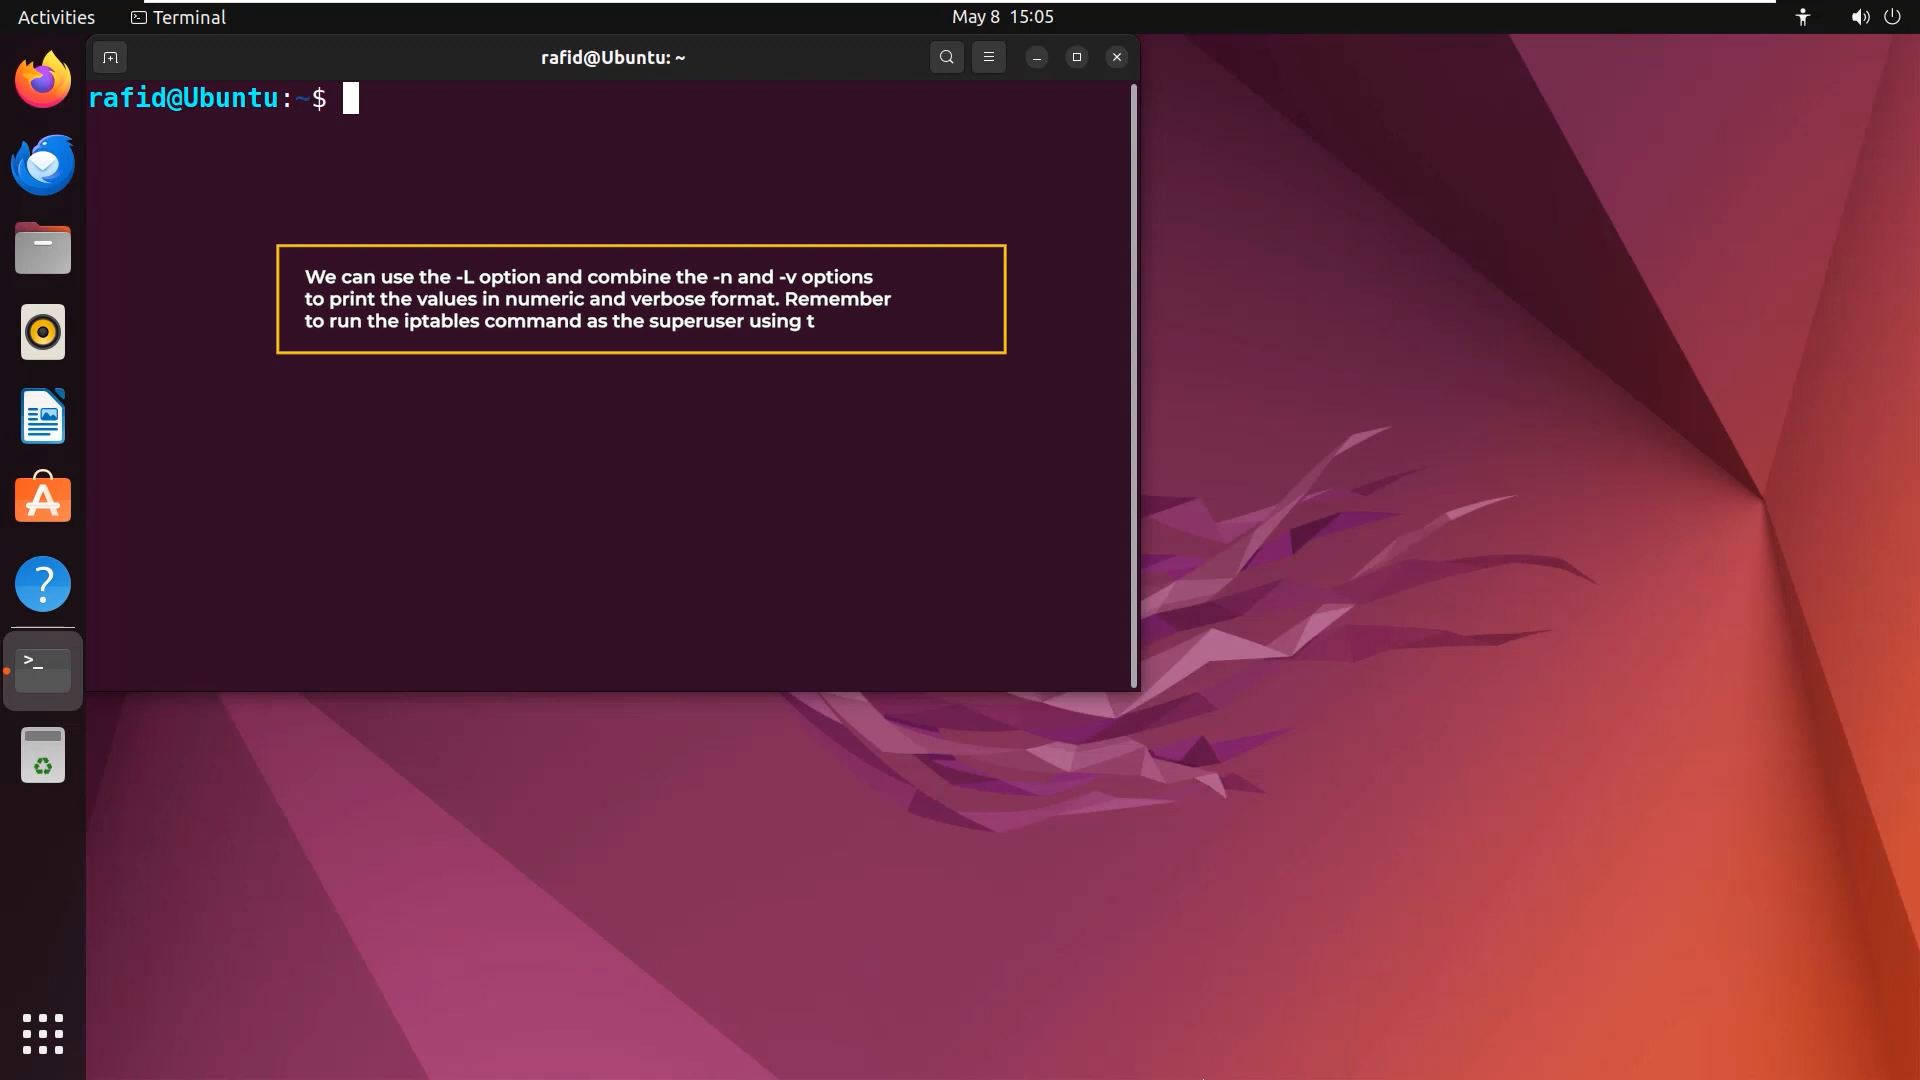 Activities Terminal May 8 15:05
rafid@Ubuntu: ~
rafid@Ubuntu:~$
We can use the -L option and combine the -n and -v options
to print the values in numeric and verbose format. Remember
to run the iptables command as the superuser using t